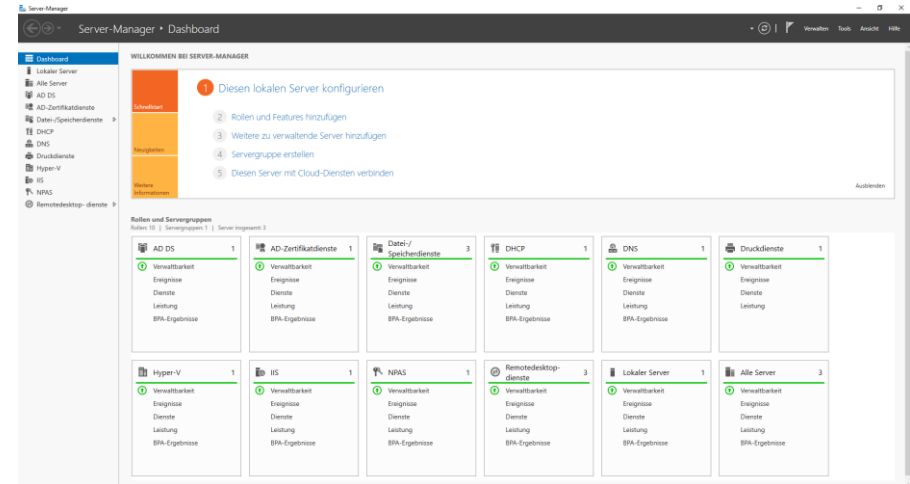 Server-Manager
Server-Manager • Dashboard
Verwalten Tools Ansicht Hilfe
Dashboard
Lokaler Server
Alle Server
AD DS
AD-Zertifikatdienste
Datei-/Speicherdienste
DHCP
DNS
Druckdienste
Hyper-V
IIS
NPAS
Remotedesktop- dienste
WILLKOMMEN BEI SERVER-MANAGER
Schnellstart
Neuigkeiten
Weitere
Informationen
1 Diesen lokalen Server konfigurieren
2 Rollen und Features hinzufügen
3 Weitere zu verwaltende Server hinzufügen
4 Servergruppe erstellen
5 Diesen Server mit Cloud-Diensten verbinden
Ausblenden
Rollen und Servergruppen
Rollen: 10 | Servergruppen: 1 | Server insgesamt: 3
AD DS 1
Verwaltbarkeit
Ereignisse
Dienste
Leistung
BPA-Ergebnisse
AD-Zertifikatdienste 1
Verwaltbarkeit
Ereignisse
Dienste
Leistung
BPA-Ergebnisse
Datei-/
Speicherdienste 3
Verwaltbarkeit
Ereignisse
Dienste
Leistung
BPA-Ergebnisse
DHCP 1
Verwaltbarkeit
Ereignisse
Dienste
Leistung
BPA-Ergebnisse
DNS 1
Verwaltbarkeit
Ereignisse
Dienste
Leistung
BPA-Ergebnisse
Druckdienste 1
Verwaltbarkeit
Ereignisse
Dienste
Leistung
Hyper-V 1
Verwaltbarkeit
Ereignisse
Dienste
Leistung
BPA-Ergebnisse
IIS 1
Verwaltbarkeit
Ereignisse
Dienste
Leistung
BPA-Ergebnisse
NPAS 1
Verwaltbarkeit
Ereignisse
Dienste
Leistung
BPA-Ergebnisse
Remotedesktop-
dienste 3
Verwaltbarkeit
Ereignisse
Dienste
Leistung
BPA-Ergebnisse
Lokaler Server 1
Verwaltbarkeit
Ereignisse
Dienste
Leistung
BPA-Ergebnisse
Alle Server 3
Verwaltbarkeit
Ereignisse
Dienste
Leistung
BPA-Ergebnisse